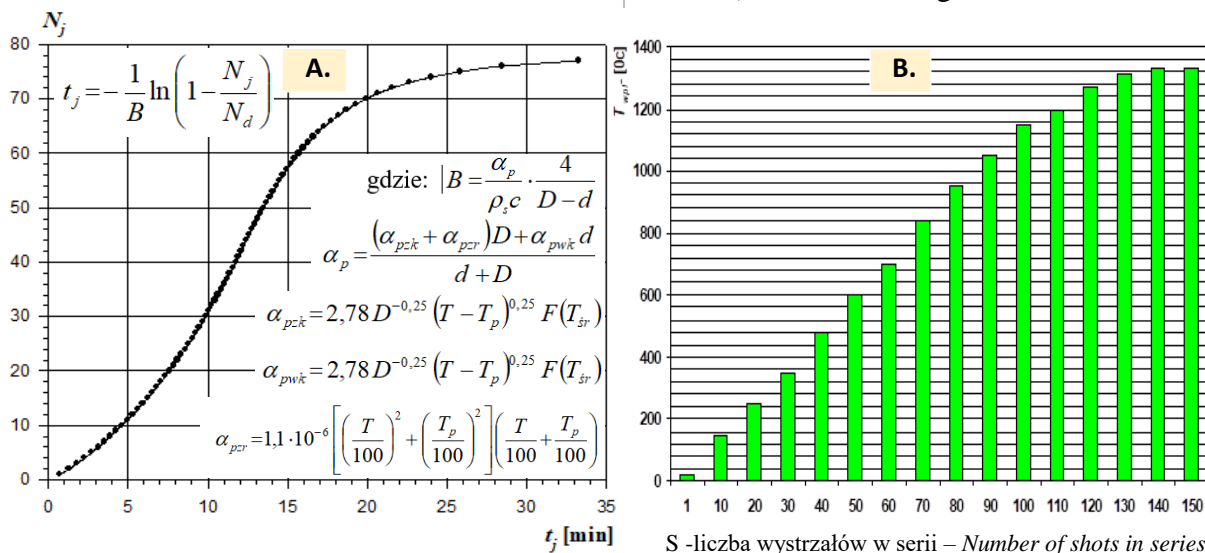 N_j
80
70
60
50
40
30
20
10
0
0 5 10 15 20 25 30 35
t_j [min]
A.
t_j = - 1/B ln(1 - N_j/N_d)
gdzie: |B = α_p/(ρ_s c) · 4/(D - d)
α_p = ((α_pzk + α_pzr)D + α_pwk d)/(d + D)
α_pzk = 2,78 D^-0,25 (T - T_p)^0,25 F(T_śr)
α_pwk = 2,78 D^-0,25 (T - T_p)^0,25 F(T_śr)
α_pzr = 1,1·10^-6 [(T/100)^2 + (T_p/100)^2](T/100 + T_p/100)
B.
[0c]
1400
1200
1000
800
600
400
200
0
1 10 20 30 40 50 60 70 80 90 100 110 120 130 140 150
S -liczba wystrzałów w serii – Number of shots in series